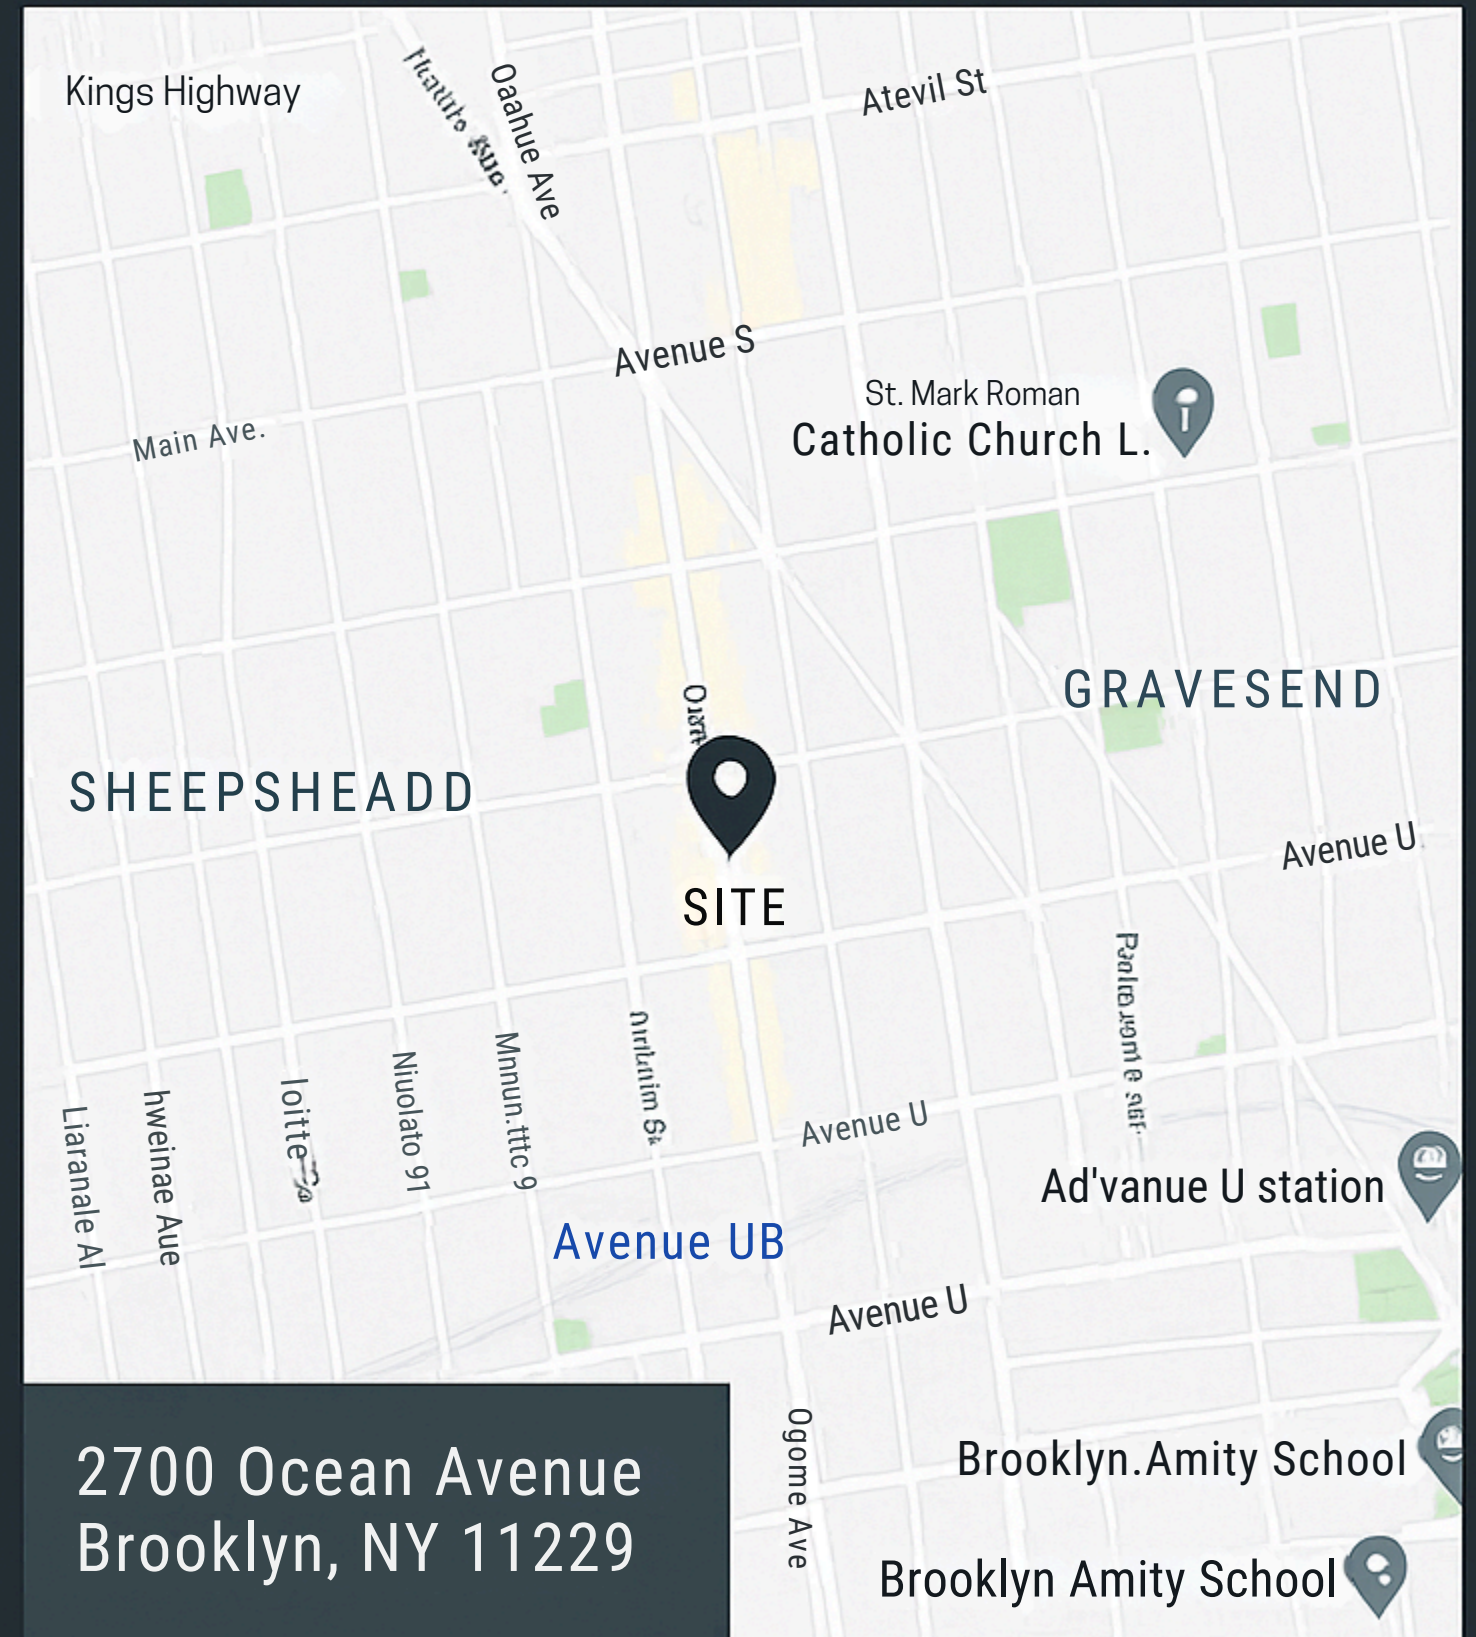 Kings Highway
Oaahue Ave
Atevil St
Avenue S
St. Mark Roman
Catholic Church L.
Main Ave.
GRAVESEND
SHEEPSHEADD
SITE
Avenue U
Liaranale Al
hweinae Aue
loitte
Niuolato 91
Mnnun.tttc 9
Avenue U
Ad'vanue U station
Avenue UB
Avenue U
Ogome Ave
Brooklyn.Amity School
Brooklyn Amity School
2700 Ocean Avenue
Brooklyn, NY 11229